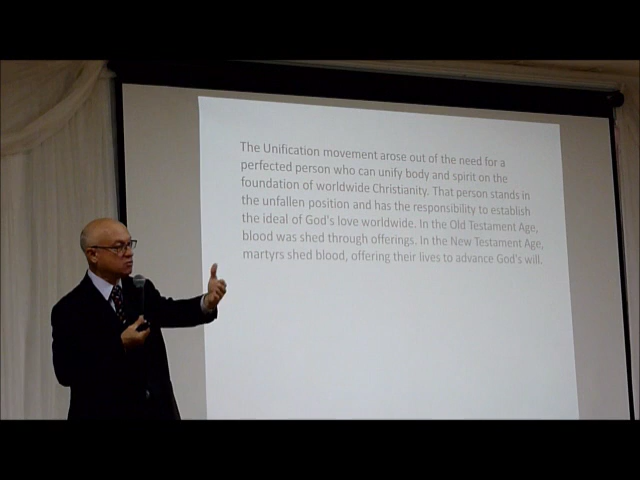 The Unification movement arose out of the need for a
perfected person who can unify body and spirit on the
foundation of worldwide Christianity. That person stands in
the unfallen position and has the responsibility to establish
the ideal of God's love worldwide. In the Old Testament Age,
blood was shed through offerings. In the New Testament Age,
martyrs shed blood, offering their lives to advance God's will.